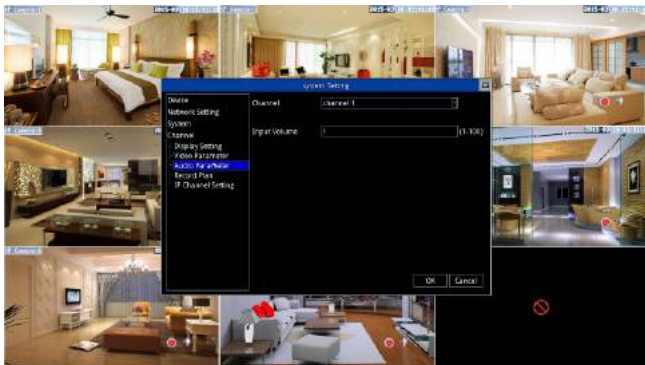 system Setting
Device
Network Setting
System
Channel
Display Setting
Video Parameter
Audio Parameter
Record Plan
IP Channel Setting
Channel
channel 1
Input Volume
1
(1-100)
OK
Cancel